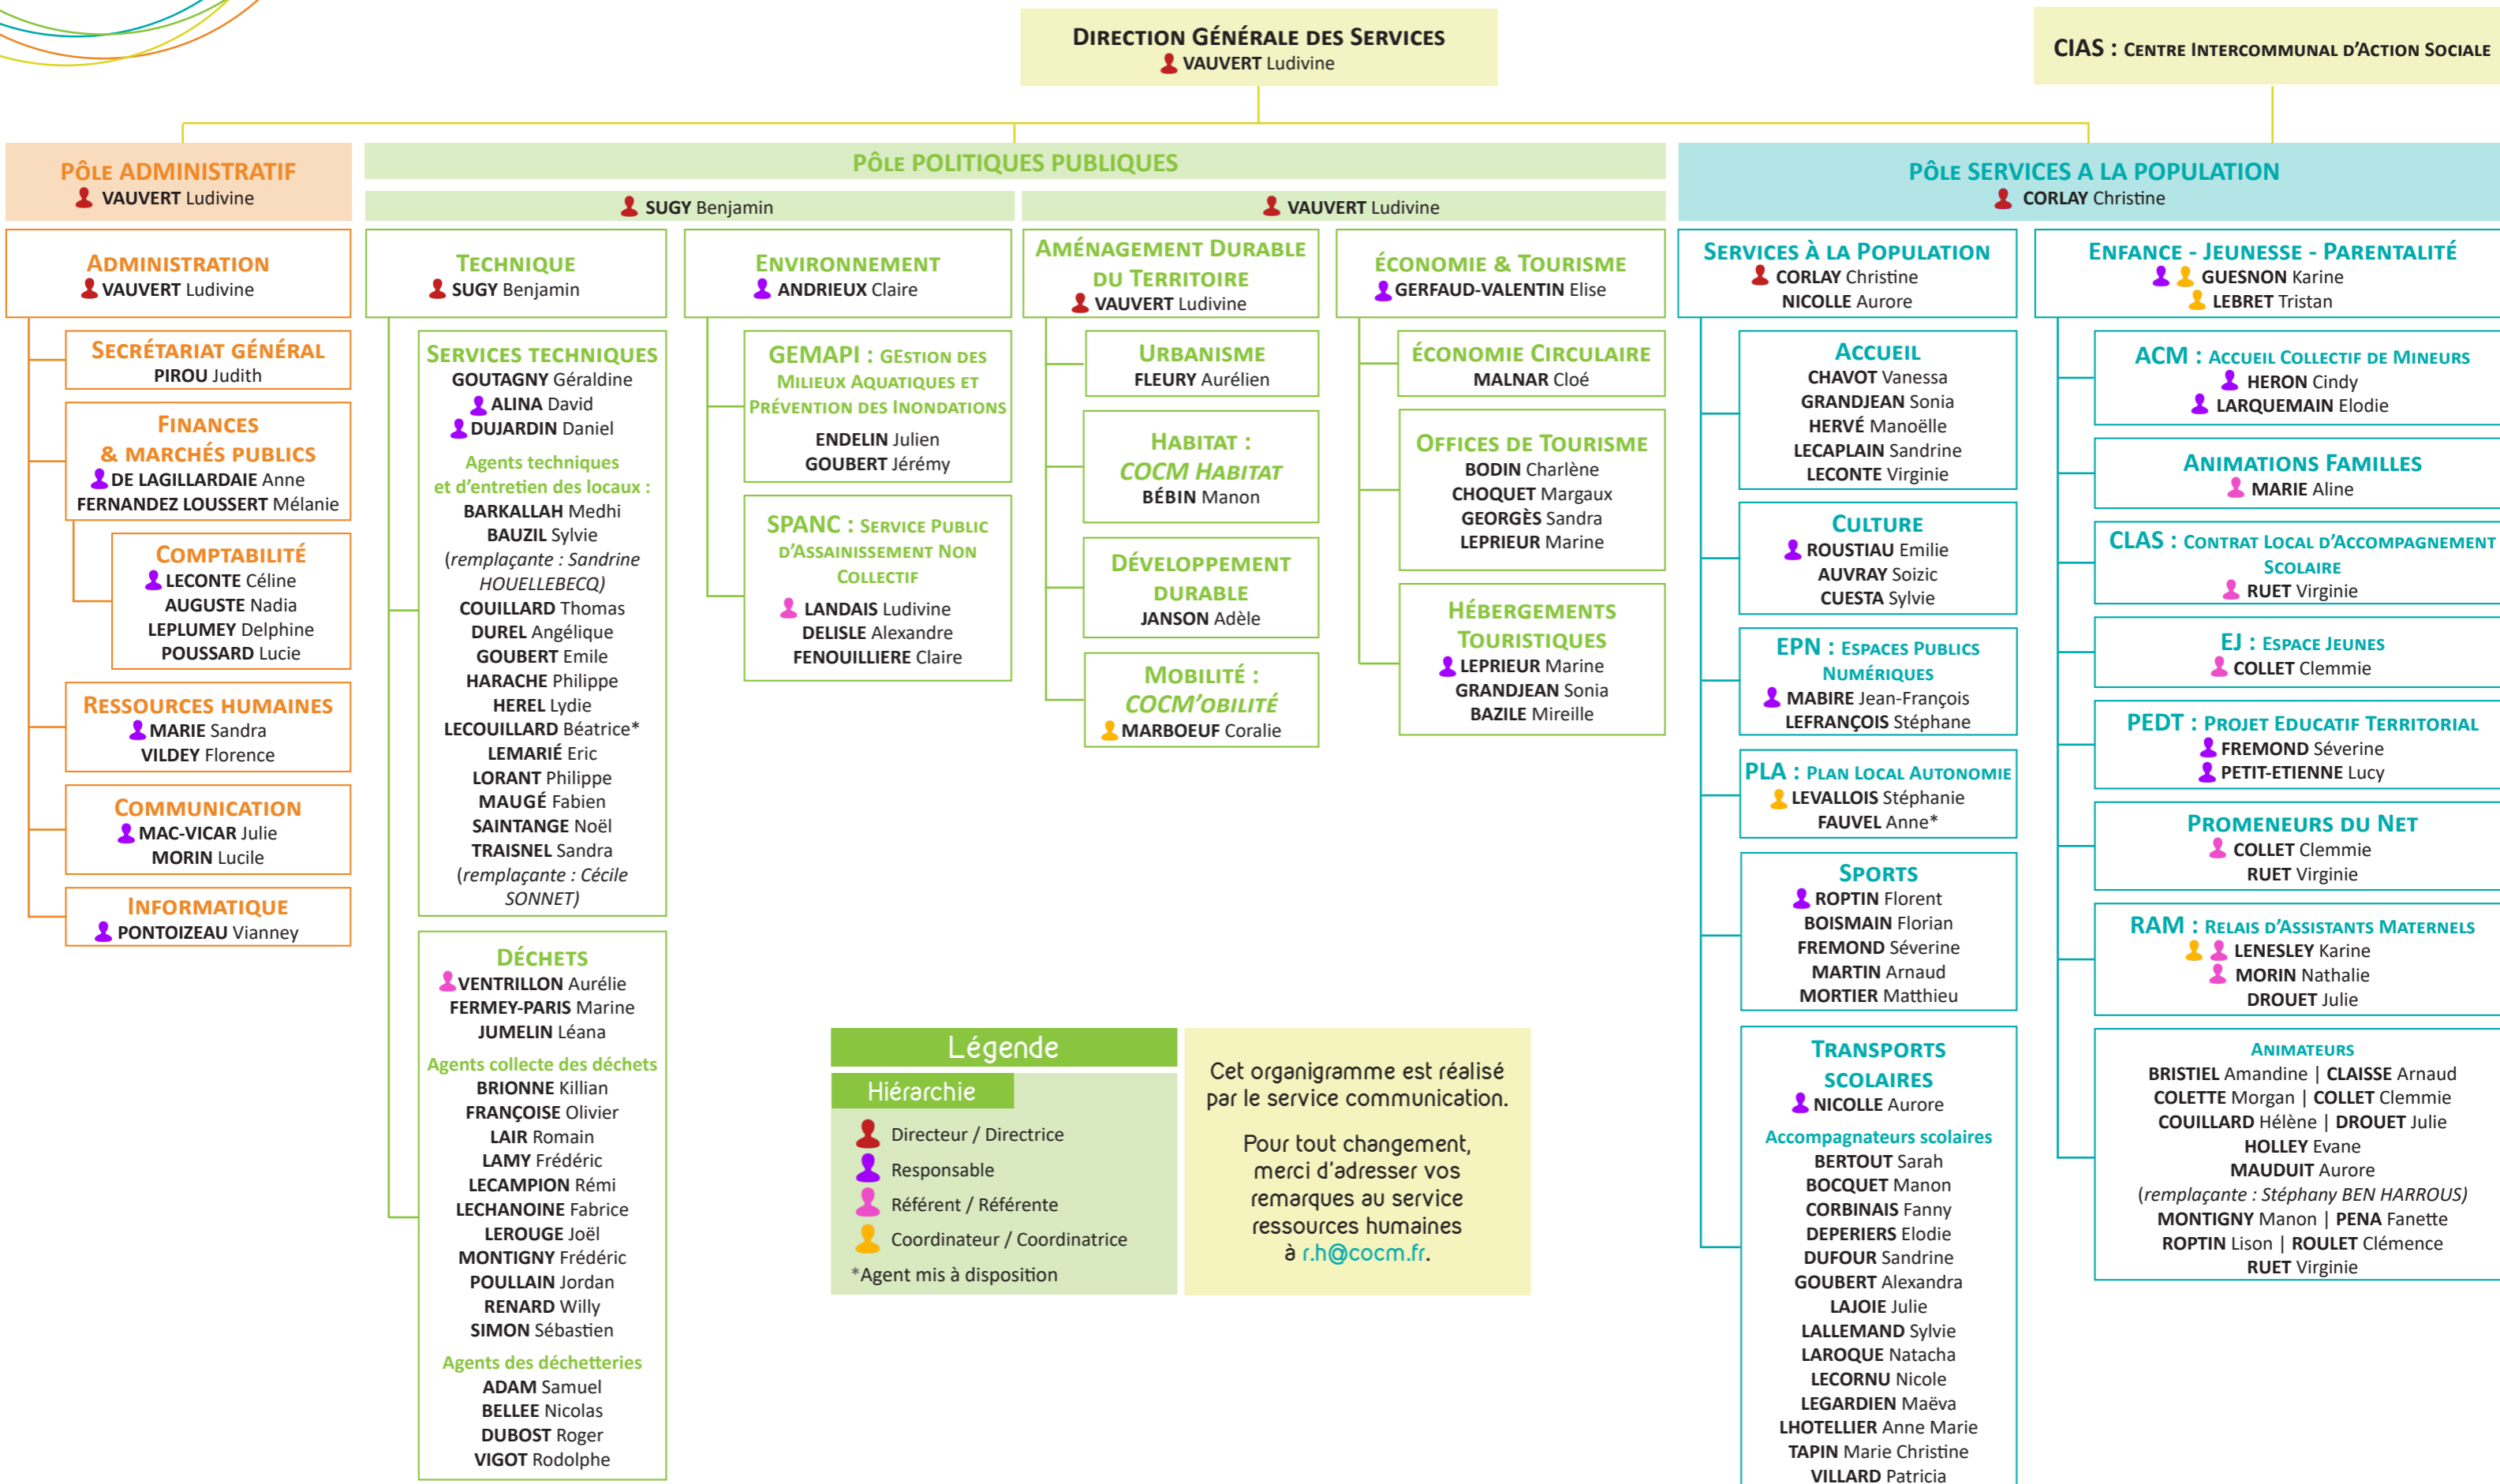 Direction Générale des Services
VAUVERT Ludivine
CIAS : Centre Intercommunal d'Action Sociale
Pôle ADMINISTRATIF
VAUVERT Ludivine
Administration
VAUVERT Ludivine
Secrétariat général
PIROU Judith
Finances
& marchés publics
DE LAGILLARDAIE Anne
FERNANDEZ LOUSSERT Mélanie
Comptabilité
LECONTE Céline
AUGUSTE Nadia
LEPLUMEY Delphine
POUSSARD Lucie
Ressources humaines
MARIE Sandra
VILDEY Florence
Communication
MAC-VICAR Julie
MORIN Lucile
Informatique
PONTOIZEAU Vianney
Pôle POLITIQUES PUBLIQUES
SUGY Benjamin
VAUVERT Ludivine
Technique
SUGY Benjamin
Services techniques
GOUTAGNY Géraldine
ALINA David
DUJARDIN Daniel
Agents techniques
et d'entretien des locaux :
BARKALLAH Medhi
BAUZIL Sylvie
(remplaçante : Sandrine
HOUELLEBECQ)
COUILLARD Thomas
DUREL Angélique
GOUBERT Emile
HARACHE Philippe
HEREL Lydie
LECOUILLARD Béatrice*
LEMARIÉ Eric
LORANT Philippe
MAUGÉ Fabien
SAINTANGE Noël
TRAISNEL Sandra
(remplaçante : Cécile
SONNET)
Déchets
VENTRILLON Aurélie
FERMEY-PARIS Marine
JUMELIN Léana
Agents collecte des déchets
BRIONNE Killian
FRANÇOISE Olivier
LAIR Romain
LAMY Frédéric
LECAMPION Rémi
LECHANOINE Fabrice
LEROUGE Joël
MONTIGNY Frédéric
POULLAIN Jordan
RENARD Willy
SIMON Sébastien
Agents des déchetteries
ADAM Samuel
BELLEE Nicolas
DUBOST Roger
VIGOT Rodolphe
Environnement
ANDRIEUX Claire
GEMAPI : GEstion des
Milieux Aquatiques et
Prévention des Inondations
ENDELIN Julien
GOUBERT Jérémy
SPANC : Service Public
d'Assainissement Non
Collectif
LANDAIS Ludivine
DELISLE Alexandre
FENOUILLIERE Claire
Aménagement Durable
du Territoire
VAUVERT Ludivine
Urbanisme
FLEURY Aurélien
Habitat :
COCM Habitat
BÉBIN Manon
Développement
durable
JANSON Adèle
Mobilité :
COCM'obilité
MARBOEUF Coralie
économie & Tourisme
GERFAUD-VALENTIN Elise
économie Circulaire
MALNAR Cloé
Offices de Tourisme
BODIN Charlène
CHOQUET Margaux
GEORGÈS Sandra
LEPRIEUR Marine
Hébergements
Touristiques
LEPRIEUR Marine
GRANDJEAN Sonia
BAZILE Mireille
Pôle SERVICES A LA POPULATION
CORLAY Christine
Services à la Population
CORLAY Christine
NICOLLE Aurore
Accueil
CHAVOT Vanessa
GRANDJEAN Sonia
HERVÉ Manoëlle
LECAPLAIN Sandrine
LECONTE Virginie
Culture
ROUSTIAU Emilie
AUVRAY Soizic
CUESTA Sylvie
EPN : Espaces Publics
Numériques
MABIRE Jean-François
LEFRANÇOIS Stéphane
PLA : Plan Local Autonomie
LEVALLOIS Stéphanie
FAUVEL Anne*
Sports
ROPTIN Florent
BOISMAIN Florian
FREMOND Séverine
MARTIN Arnaud
MORTIER Matthieu
Transports
scolaires
NICOLLE Aurore
Accompagnateurs scolaires
BERTOUT Sarah
BOCQUET Manon
CORBINAIS Fanny
DEPERIERS Elodie
DUFOUR Sandrine
GOUBERT Alexandra
LAJOIE Julie
LALLEMAND Sylvie
LAROQUE Natacha
LECORNU Nicole
LEGARDIEN Maëva
LHOTELLIER Anne Marie
TAPIN Marie Christine
VILLARD Patricia
Enfance - Jeunesse - Parentalité
GUESNON Karine
LEBRET Tristan
ACM : Accueil Collectif de Mineurs
HERON Cindy
LARQUEMAIN Elodie
Animations Familles
MARIE Aline
CLAS : Contrat Local d'Accompagnement
Scolaire
RUET Virginie
EJ : Espace Jeunes
COLLET Clemmie
PEDT : Projet Educatif Territorial
FREMOND Séverine
PETIT-ETIENNE Lucy
Promeneurs du Net
COLLET Clemmie
RUET Virginie
RAM : Relais d'Assistants Maternels
LENESLEY Karine
MORIN Nathalie
DROUET Julie
Animateurs
BRISTIEL Amandine | CLAISSE Arnaud
COLETTE Morgan | COLLET Clemmie
COUILLARD Hélène | DROUET Julie
HOLLEY Evane
MAUDUIT Aurore
(remplaçante : Stéphany BEN HARROUS)
MONTIGNY Manon | PENA Fanette
ROPTIN Lison | ROULET Clémence
RUET Virginie
Légende
Hiérarchie
Directeur / Directrice
Responsable
Référent / Référente
Coordinateur / Coordinatrice
*Agent mis à disposition
Cet organigramme est réalisé
par le service communication.
Pour tout changement,
merci d'adresser vos
remarques au service
ressources humaines
à r.h@cocm.fr.